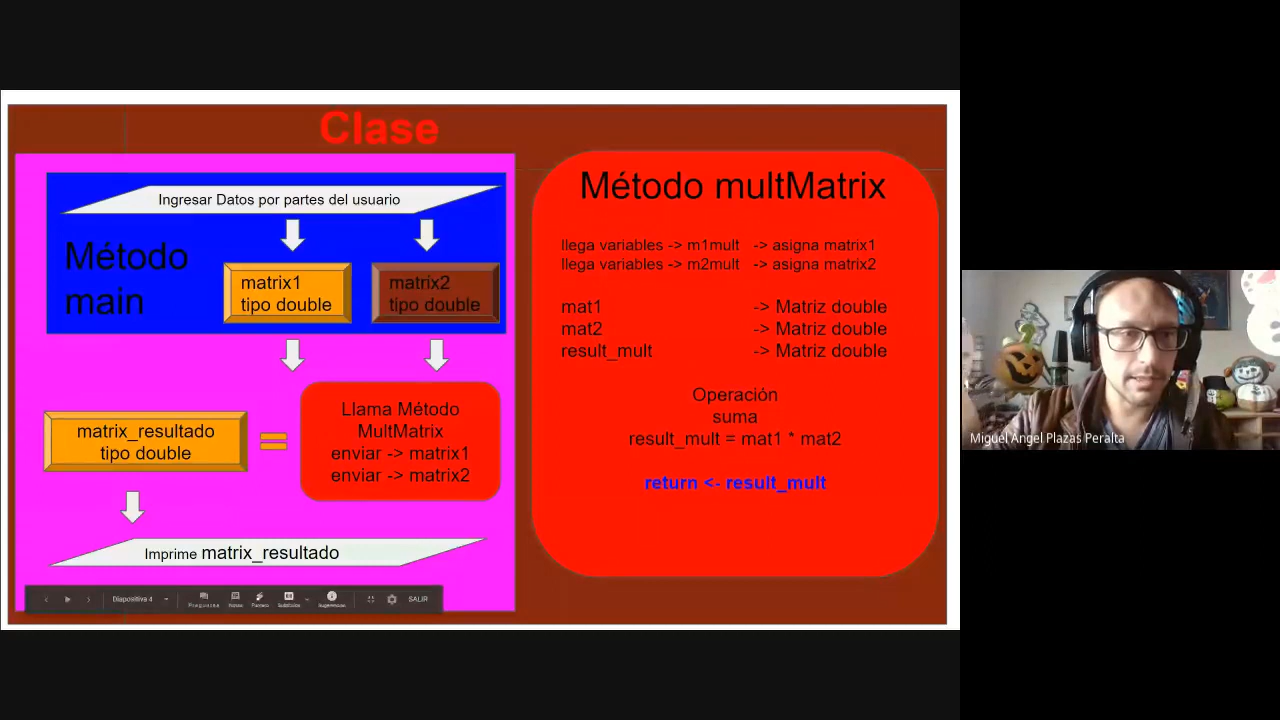 Clase
Ingresar Datos por partes del usuario
Método
main
matrix1
tipo double
matrix2
tipo double
matrix_resultado
tipo double
Llama Método
MultMatrix
enviar -> matrix1
enviar -> matrix2
Imprime matrix_resultado
Diapositiva 4
SALIR
Método multMatrix
llega variables -> m1mult -> asigna matrix1
llega variables -> m2mult -> asigna matrix2
mat1 -> Matriz double
mat2 -> Matriz double
result_mult -> Matriz double
Operación
suma
result_mult = mat1 * mat2
return <- result_mult
Miguel Angel Plazas Peralta